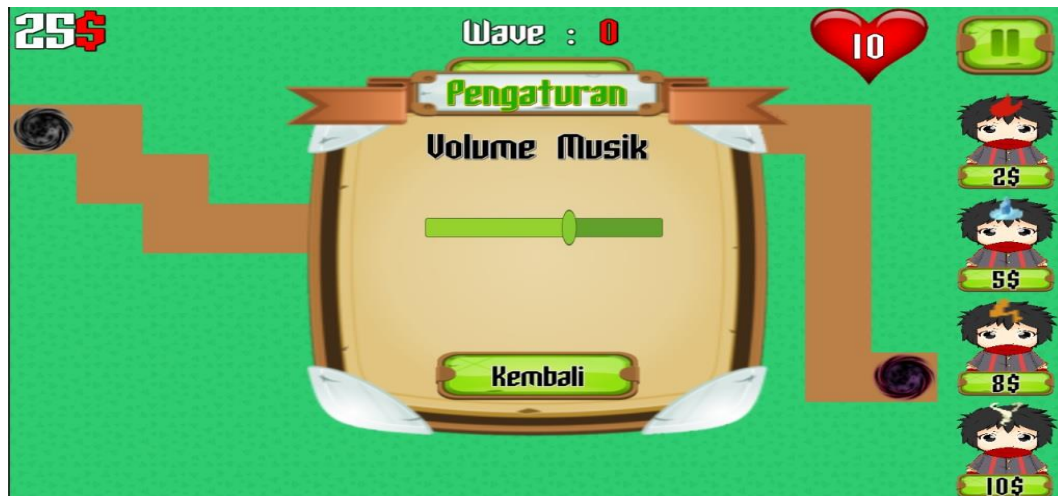 25$
Wave : 0
10
Pengaturan
Volume Musik
Kembali
2$
5$
8$
10$